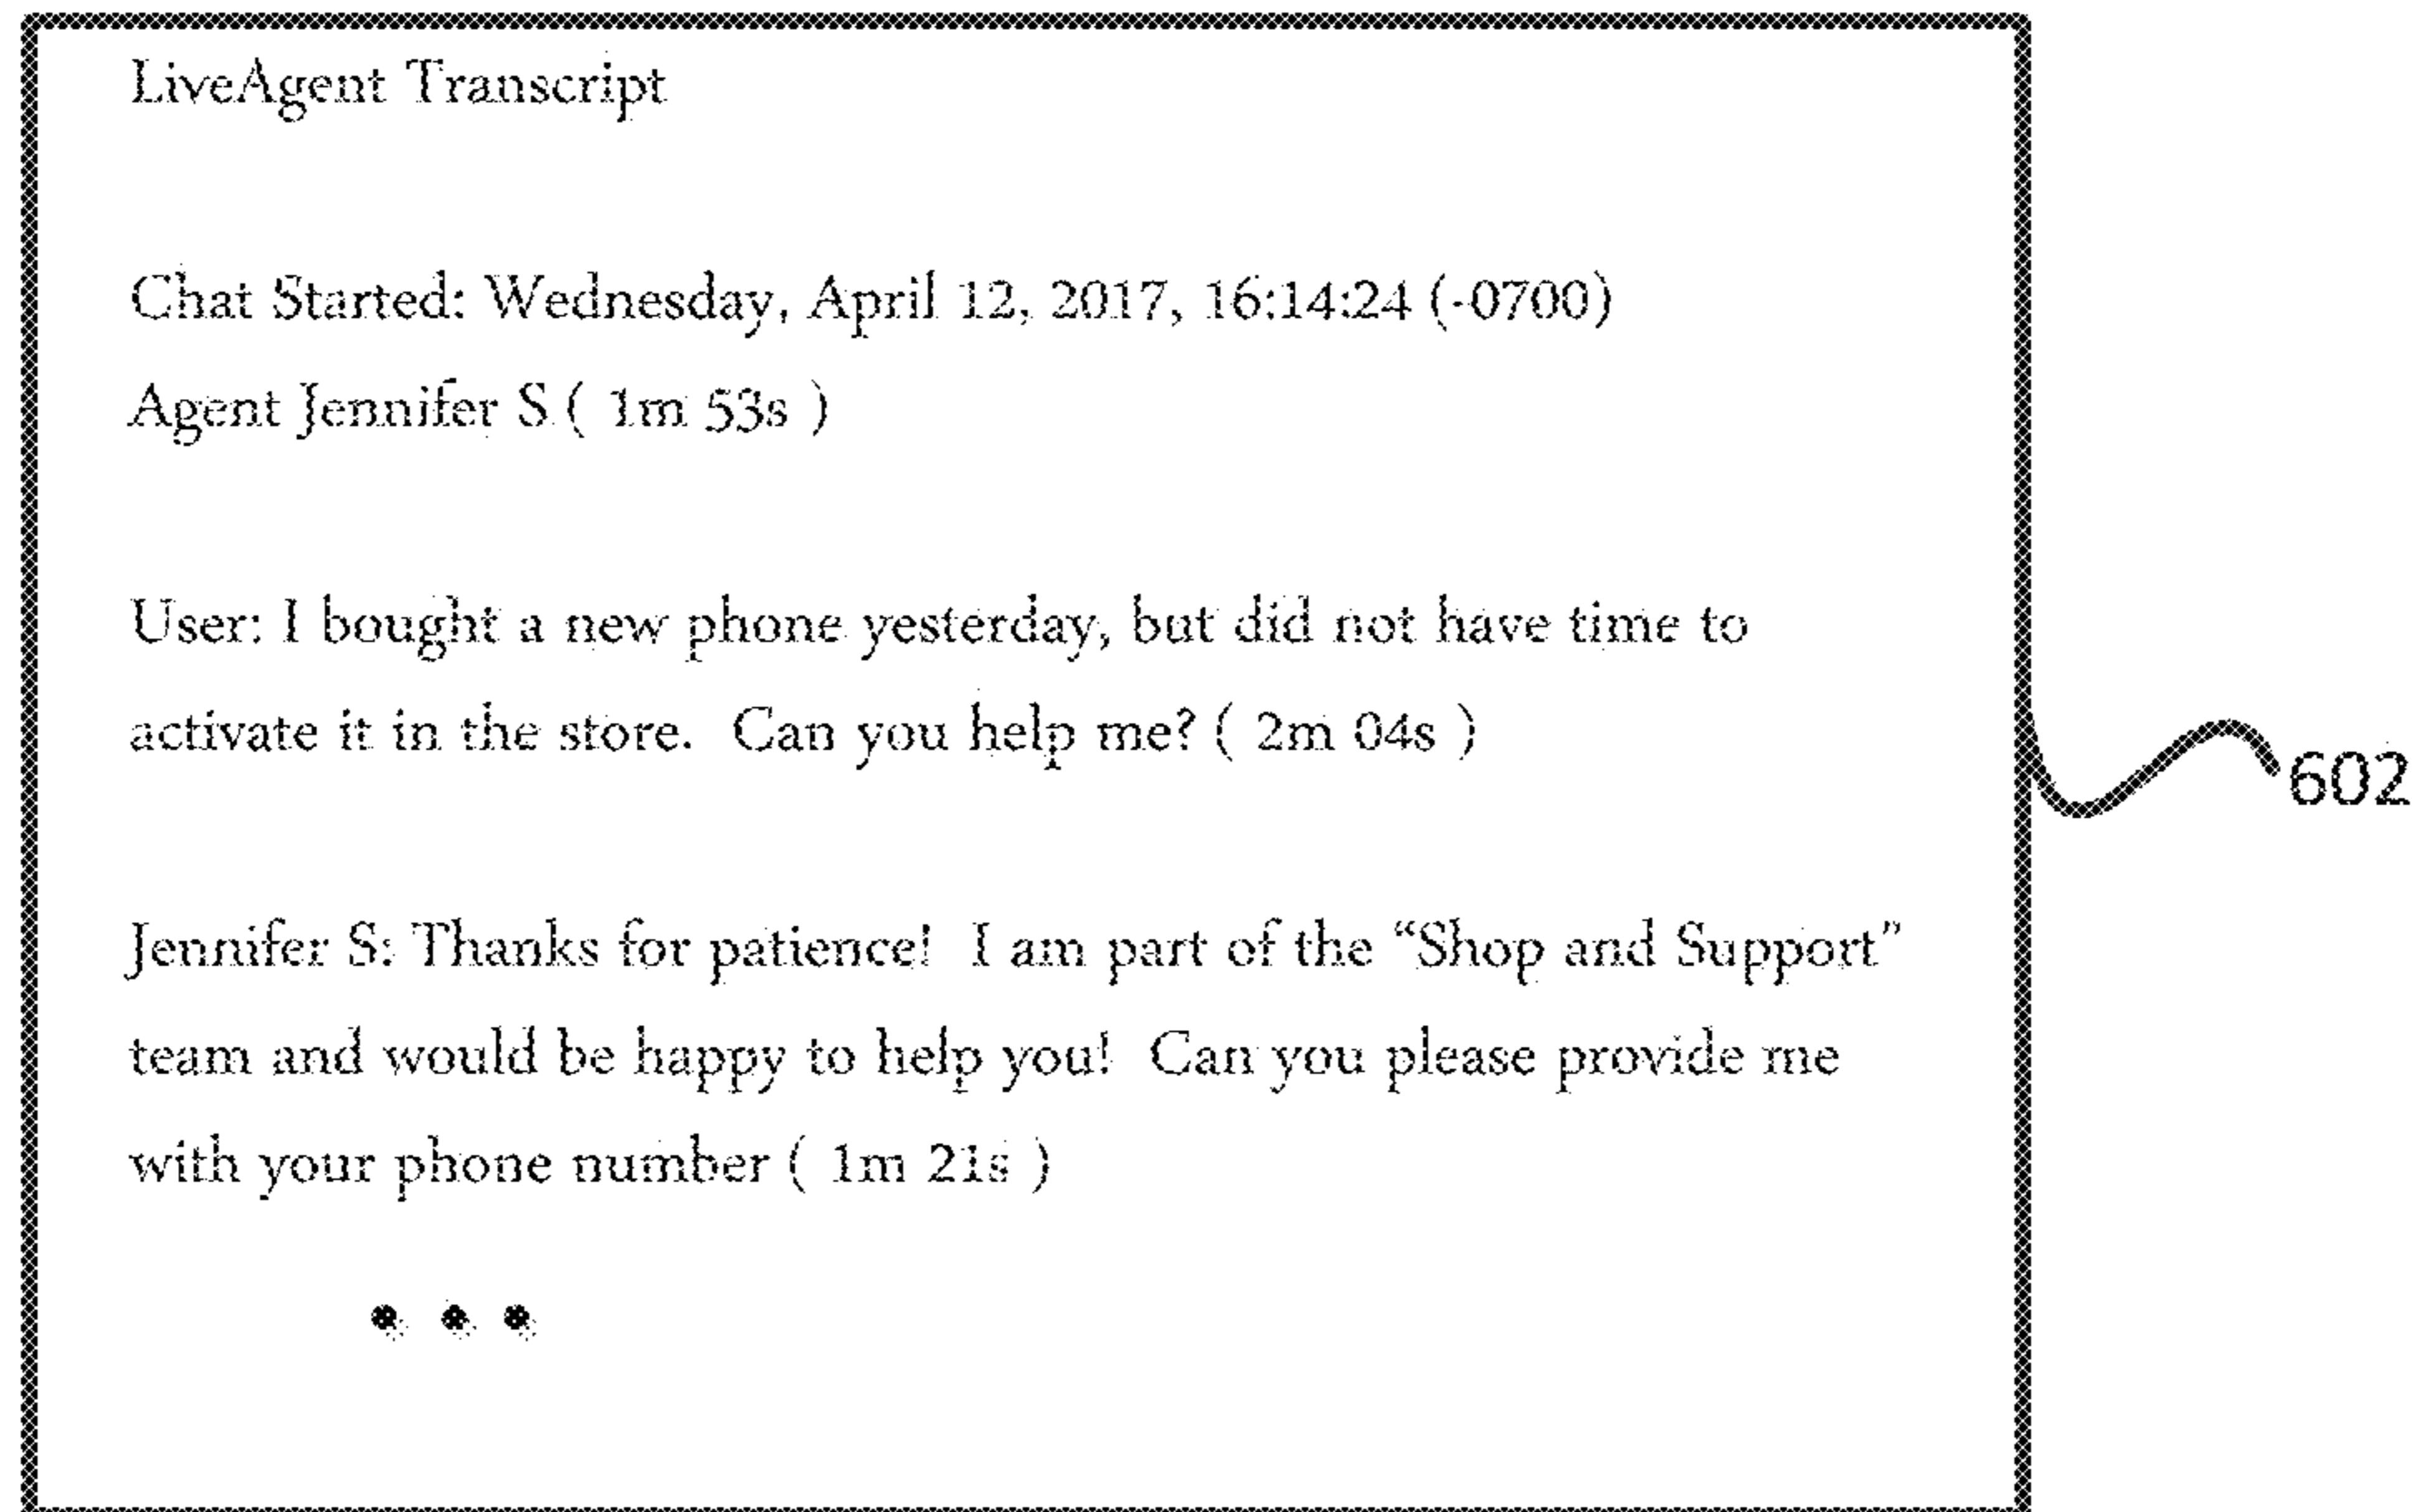 LiveAgent Transcript
Chat Started: Wednesday, April 12, 2017, 16:14:24 (-0700)
Agent Jennifer S ( 1m 53s )
User: I bought a new phone yesterday, but did not have time to
activate it in the store.  Can you help me? ( 2m 04s )
602
Jennifer S: Thanks for patience!  I am part of the “Shop and Support”
team and would be happy to help you!  Can you please provide me
with your phone number ( 1m 21s )
• • •